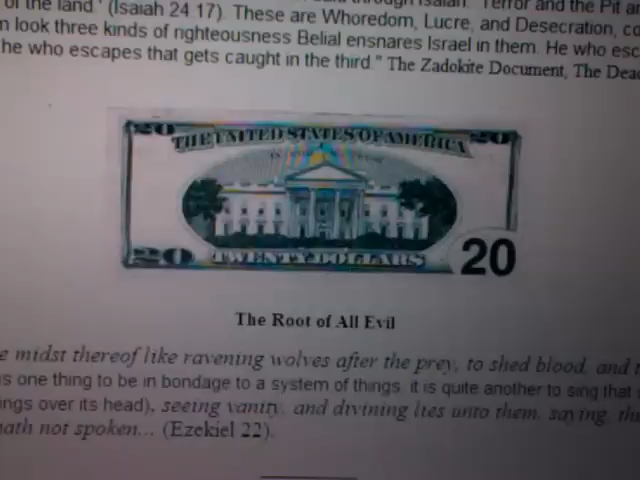 of the land ' (Isaiah 24 17). These are Whoredom, Lucre, and Desecration,
look three kinds of righteousness Belial ensnares Israel in them. He who
he who escapes that gets caught in the third." The Zadokite Document, The
20 THE UNITED STATES OF AMERICA 20
20 TWENTY DOLLARS 20
The Root of All Evil
midst thereof like ravening wolves after the prey, to shed blood, and
is one thing to be in bondage to a system of things, it is quite another to sing that
over its head), seeing vanity, and divining lies unto them, saying,
hath not spoken... (Ezekiel 22).